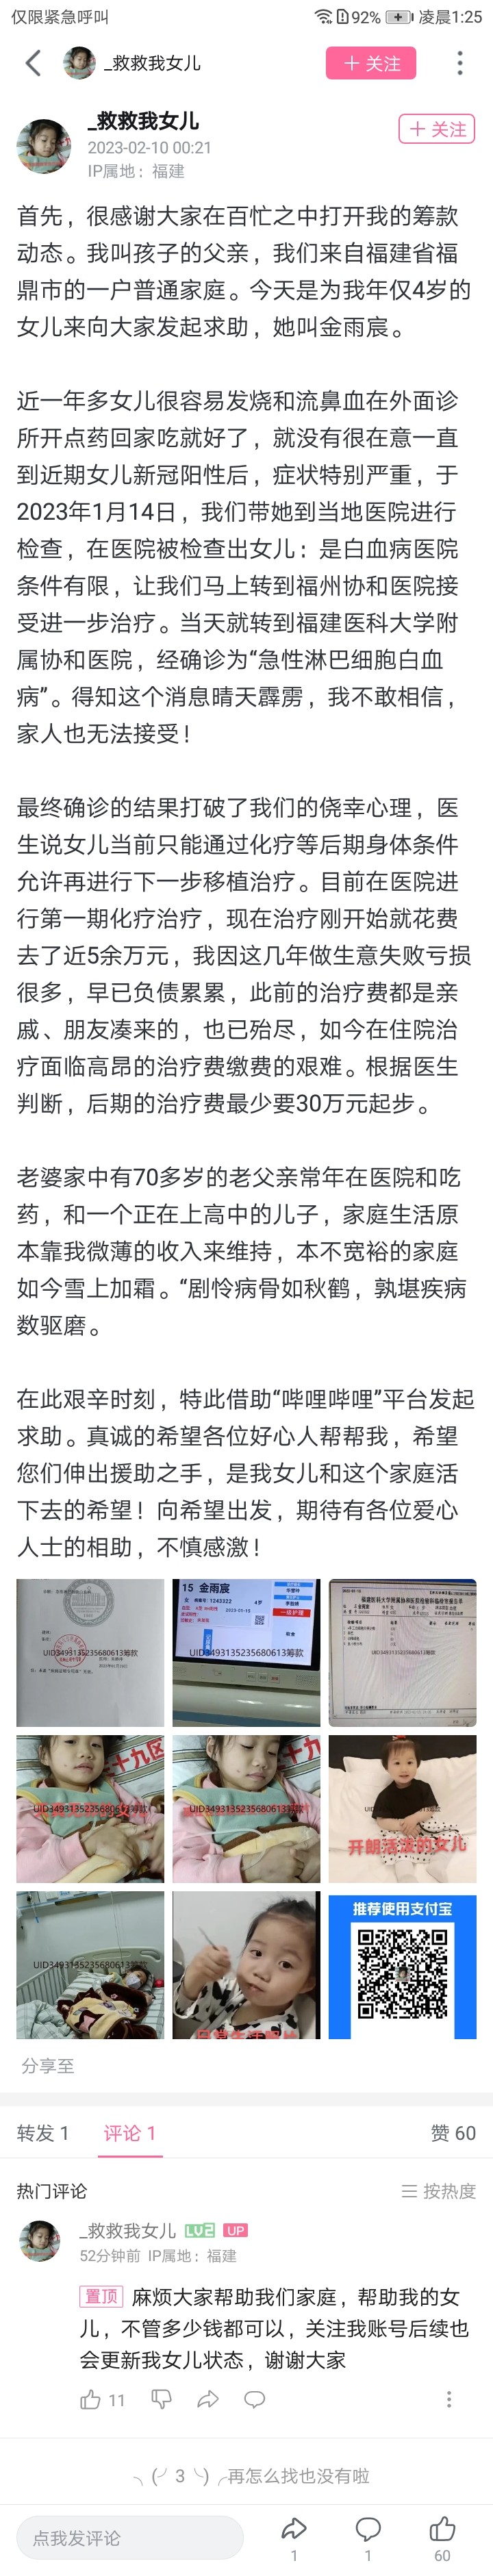 仅限紧急呼叫
92% 凌晨1:25
_救救我女儿
＋ 关注
_救救我女儿
＋ 关注
2023-02-10 00:21
IP属地：福建
首先，很感谢大家在百忙之中打开我的筹款
动态。我叫孩子的父亲，我们来自福建省福
鼎市的一户普通家庭。今天是为我年仅4岁的
女儿来向大家发起求助，她叫金雨宸。
近一年多女儿很容易发烧和流鼻血在外面诊
所开点药回家吃就好了，就没有很在意一直
到近期女儿新冠阳性后，症状特别严重，于
2023年1月14日，我们带她到当地医院进行
检查，在医院被检查出女儿：是白血病医院
条件有限，让我们马上转到福州协和医院接
受进一步治疗。当天就转到福建医科大学附
属协和医院，经确诊为“急性淋巴细胞白血
病”。得知这个消息晴天霹雳，我不敢相信，
家人也无法接受！
最终确诊的结果打破了我们的侥幸心理，医
生说女儿当前只能通过化疗等后期身体条件
允许再进行下一步移植治疗。目前在医院进
行第一期化疗治疗，现在治疗刚开始就花费
去了近5余万元，我因这几年做生意失败亏损
很多，早已负债累累，此前的治疗费都是亲
戚、朋友凑来的，也已殆尽，如今在住院治
疗面临高昂的治疗费缴费的艰难。根据医生
判断，后期的治疗费最少要30万元起步。
老婆家中有70多岁的老父亲常年在医院和吃
药，和一个正在上高中的儿子，家庭生活原
本靠我微薄的收入来维持，本不宽裕的家庭
如今雪上加霜。“剧怜病骨如秋鹤，孰堪疾病
数驱磨。
在此艰辛时刻，特此借助“哔哩哔哩”平台发起
求助。真诚的希望各位好心人帮帮我，希望
您们伸出援助之手，是我女儿和这个家庭活
下去的希望！向希望出发，期待有各位爱心
人士的相助，不慎感激！
UID3493135235680613筹款
15 金雨宸
4岁
2023-01-15
一级护理
UID3493135235680613筹款
福建医科大学附属协和医院
UID3493135235680613筹款
十九区
UID3493135235680613筹款
十九
UID3493135235680613筹款
开朗活泼的女儿
UID3493135235680613筹款
推荐使用支付宝
分享至
转发 1
评论 1
赞 60
热门评论
按热度
_救救我女儿 LV2 UP
52分钟前 IP属地：福建
置顶 麻烦大家帮助我们家庭，帮助我的女
儿，不管多少钱都可以，关注我账号后续也
会更新我女儿状态，谢谢大家
11
╮(╯3╰)╭再怎么找也没有啦
点我发评论
1
1
60